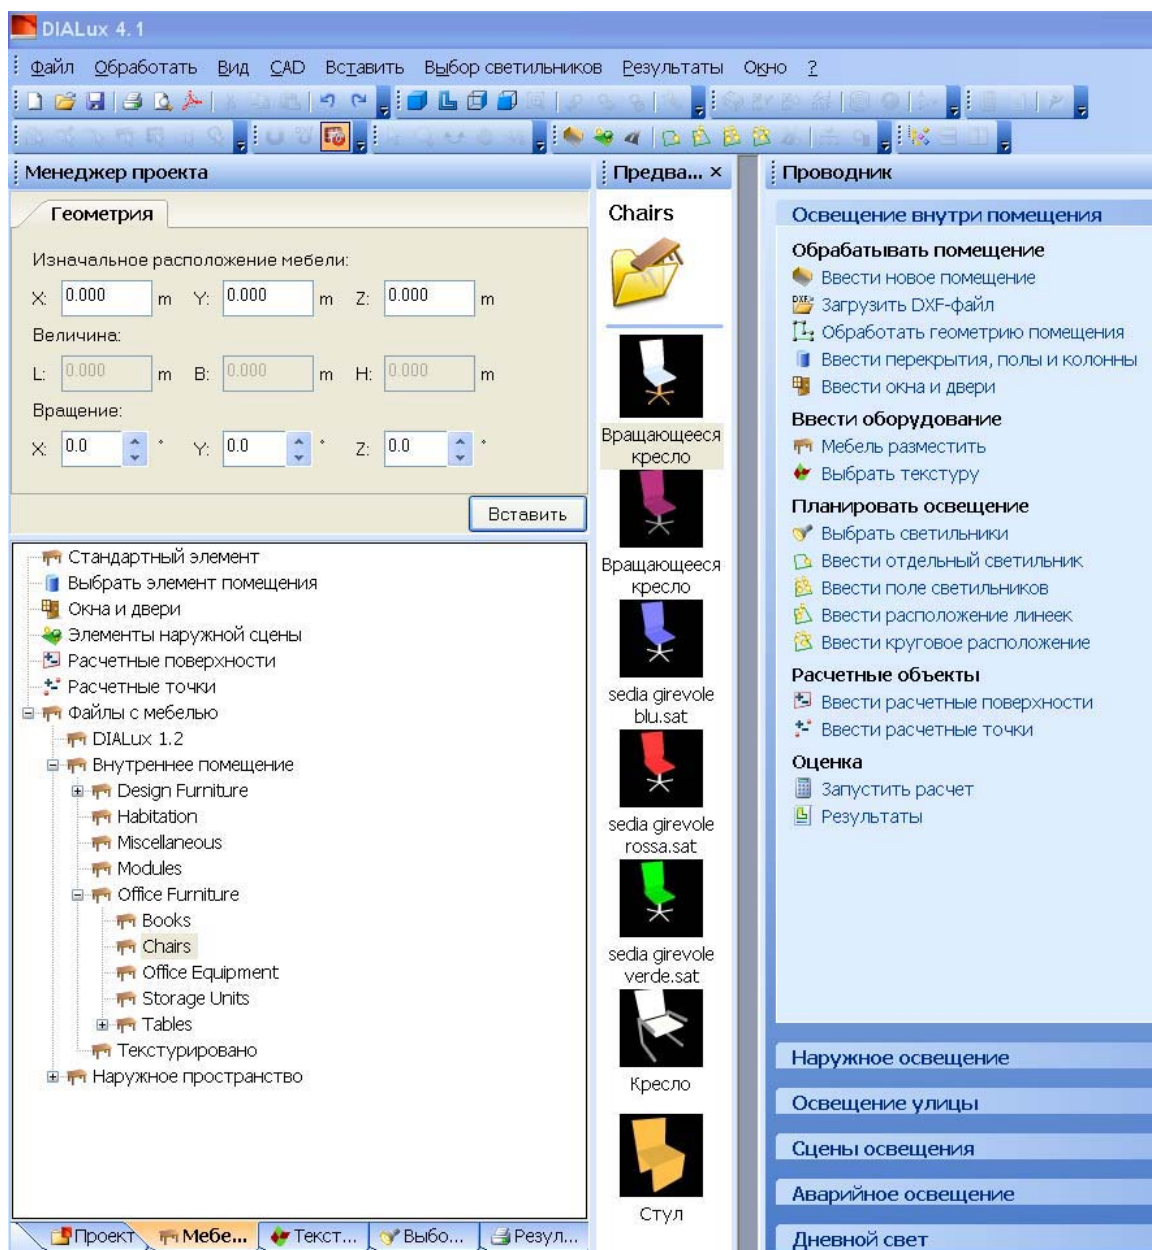 DIALux 4.1
Файл Обработать Вид CAD Вставить Выбор светильников Результаты Окно ?
Менеджер проекта
Геометрия
Изначальное расположение мебели:
X: 0.000 m Y: 0.000 m Z: 0.000 m
Величина:
L: 0.000 m B: 0.000 m H: 0.000 m
Вращение:
X: 0.0 ° Y: 0.0 ° Z: 0.0 °
Вставить
Стандартный элемент
Выбрать элемент помещения
Окна и двери
Элементы наружной сцены
Расчетные поверхности
Расчетные точки
Файлы с мебелью
DIALux 1.2
Внутреннее помещение
Design Furniture
Habitation
Miscellaneous
Modules
Office Furniture
Books
Chairs
Office Equipment
Storage Units
Tables
Текстурировано
Наружное пространство
Проект Мебе... Текст... Выбо... Резул...
Предва... ×
Chairs
Вращающееся
кресло
Вращающееся
кресло
sedia girevole
blu.sat
sedia girevole
rossa.sat
sedia girevole
verde.sat
Кресло
Стул
Проводник
Освещение внутри помещения
Обрабатывать помещение
Ввести новое помещение
Загрузить DXF-файл
Обработать геометрию помещения
Ввести перекрытия, полы и колонны
Ввести окна и двери
Ввести оборудование
Мебель разместить
Выбрать текстуру
Планировать освещение
Выбрать светильники
Ввести отдельный светильник
Ввести поле светильников
Ввести расположение линеек
Ввести круговое расположение
Расчетные объекты
Ввести расчетные поверхности
Ввести расчетные точки
Оценка
Запустить расчет
Результаты
Наружное освещение
Освещение улицы
Сцены освещения
Аварийное освещение
Дневной свет